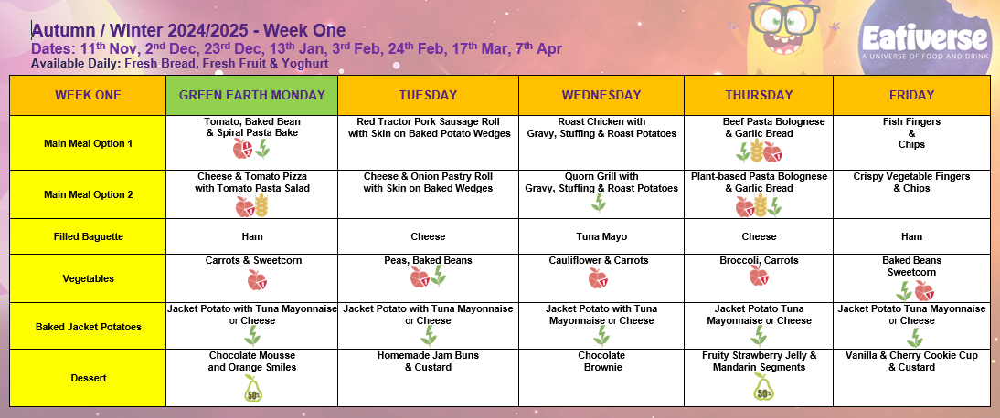 Autumn / Winter 2024/2025 - Week One
Dates: 11th Nov, 2nd Dec, 23rd Dec, 13th Jan, 3rd Feb, 24th Feb, 17th Mar, 7th Apr
Available Daily: Fresh Bread, Fresh Fruit & Yoghurt
Eativerse
A UNIVERSE OF FOOD AND DRINK
WEEK ONE
GREEN EARTH MONDAY
TUESDAY
WEDNESDAY
THURSDAY
FRIDAY
Main Meal Option 1
Tomato, Baked Bean
& Spiral Pasta Bake
Red Tractor Pork Sausage Roll
with Skin on Baked Potato Wedges
Roast Chicken with
Gravy, Stuffing & Roast Potatoes
Beef Pasta Bolognese
& Garlic Bread
Fish Fingers
&
Chips
Main Meal Option 2
Cheese & Tomato Pizza
with Tomato Pasta Salad
Cheese & Onion Pastry Roll
with Skin on Baked Wedges
Quorn Grill with
Gravy, Stuffing & Roast Potatoes
Plant-based Pasta Bolognese
& Garlic Bread
Crispy Vegetable Fingers
& Chips
Filled Baguette
Ham
Cheese
Tuna Mayo
Cheese
Ham
Vegetables
Carrots & Sweetcorn
Peas, Baked Beans
Cauliflower & Carrots
Broccoli, Carrots
Baked Beans
Sweetcorn
Baked Jacket Potatoes
Jacket Potato with Tuna Mayonnaise
or Cheese
Jacket Potato with Tuna Mayonnaise
or Cheese
Jacket Potato with Tuna
Mayonnaise or Cheese
Jacket Potato Tuna
Mayonnaise or Cheese
Jacket Potato Tuna Mayonnaise
or Cheese
Dessert
Chocolate Mousse
and Orange Smiles
50%
Homemade Jam Buns
& Custard
Chocolate
Brownie
Fruity Strawberry Jelly &
Mandarin Segments
50%
Vanilla & Cherry Cookie Cup
& Custard